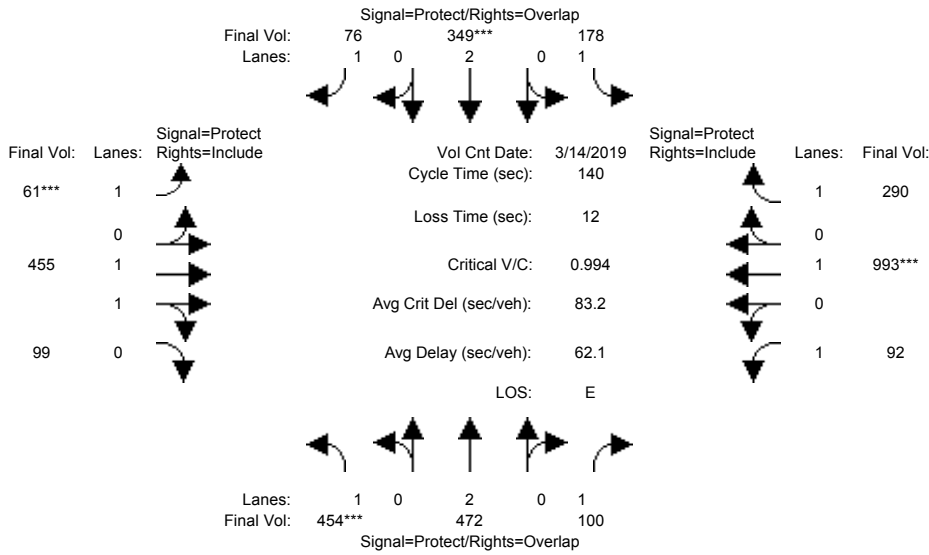 Signal=Protect/Rights=Overlap
Final Vol: 76 349*** 178
Lanes: 1 0 2 0 1
Signal=Protect Signal=Protect
Final Vol: Lanes: Rights=Include Vol Cnt Date: 3/14/2019 Rights=Include Lanes: Final Vol:
Cycle Time (sec): 140
61*** 1 1 290
Loss Time (sec): 12
0 0
455 1 Critical V/C: 0.994 1 993***
1 Avg Crit Del (sec/veh): 83.2 0
99 0 Avg Delay (sec/veh): 62.1 1 92
LOS: E
Lanes: 1 0 2 0 1
Final Vol: 454*** 472 100
Signal=Protect/Rights=Overlap